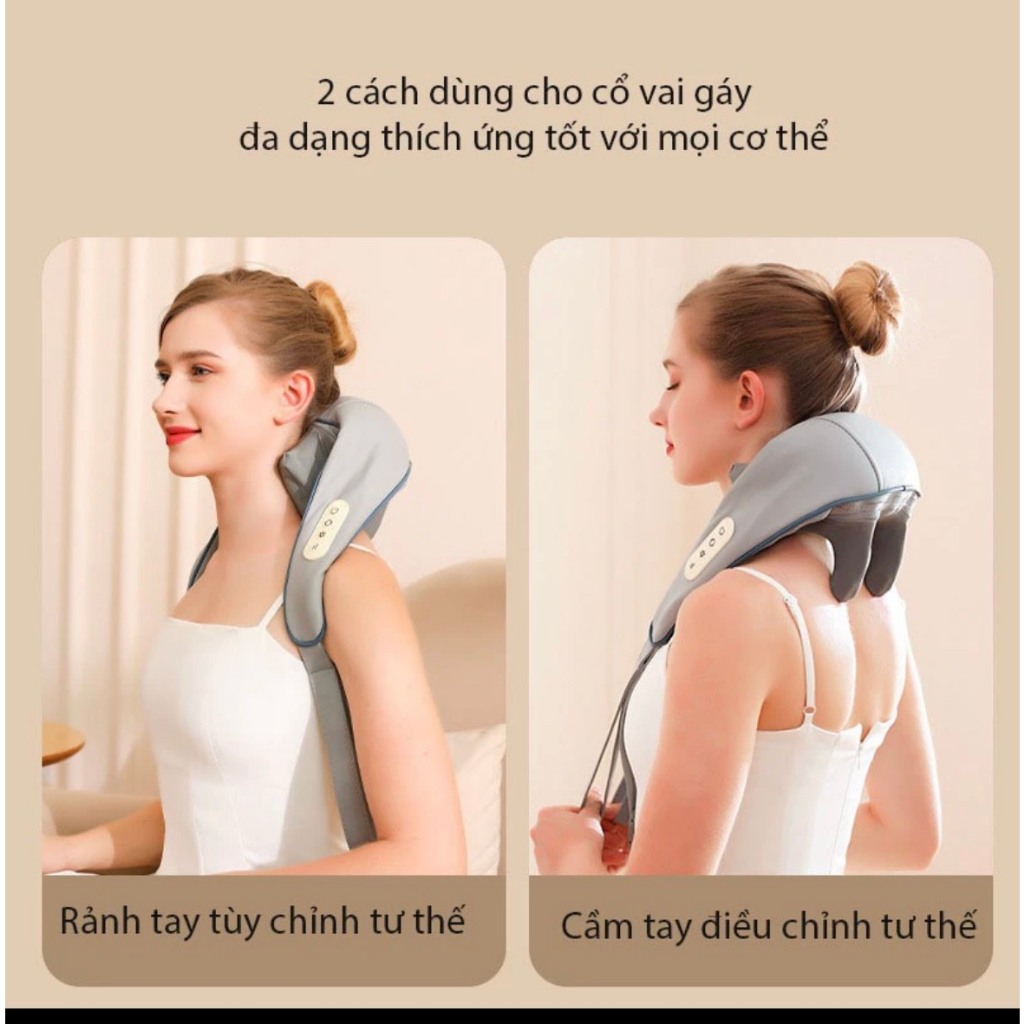 2 cách dùng cho cổ vai gáy
đa dạng thích ứng tốt với mọi cơ thể
Rảnh tay tùy chỉnh tư thế
Cầm tay điều chỉnh tư thế